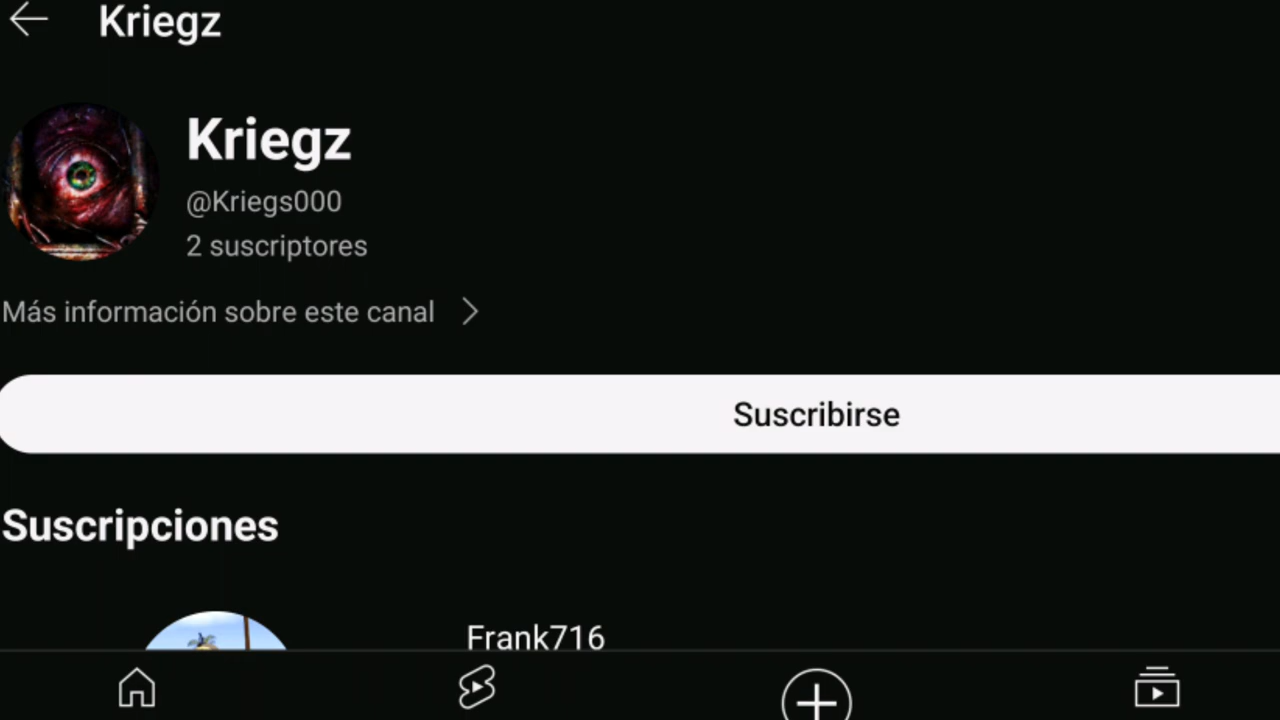 Kriegz
Kriegz
@Kriegs000
2 suscriptores
Más información sobre este canal
Suscribirse
Suscripciones
Frank716